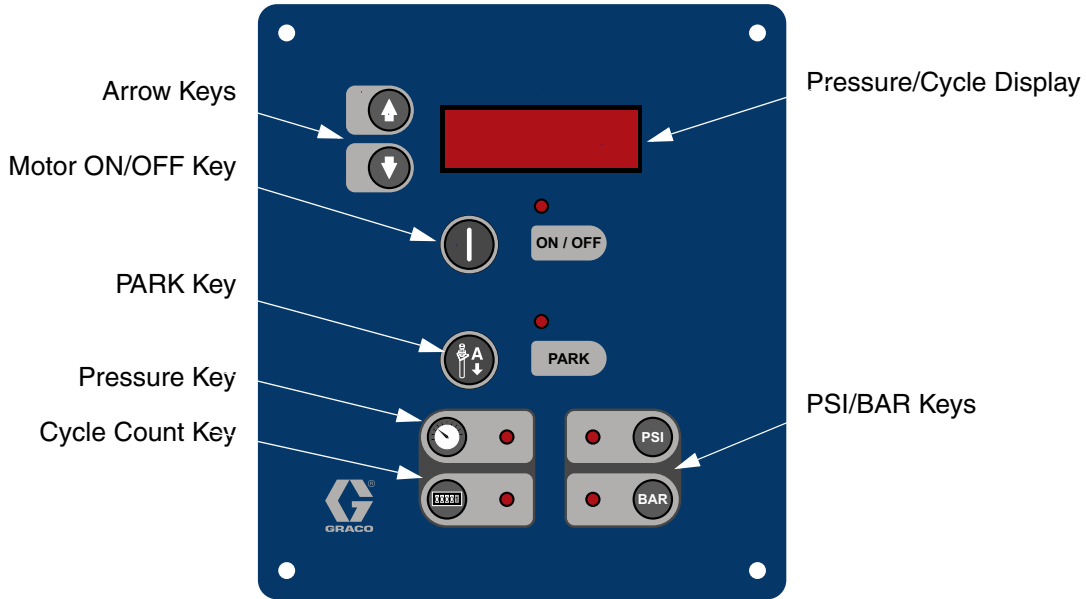 Arrow Keys
Pressure/Cycle Display
Motor ON/OFF Key
ON / OFF
PARK Key
A
PARK
Pressure Key
PSI/BAR Keys
Cycle Count Key
PSI
BAR
G
®
GRACO